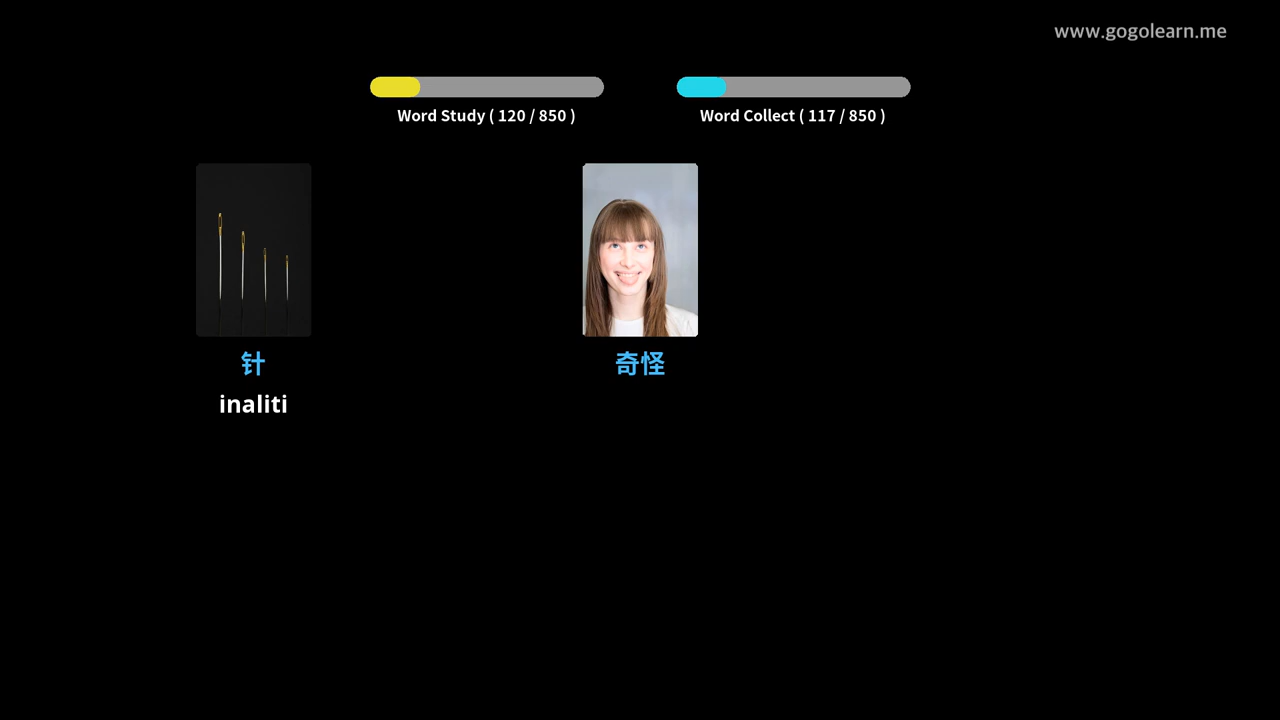 www.gogolearn.me
Word Study ( 120 / 850 )
Word Collect ( 117 / 850 )
针
奇怪
inaliti